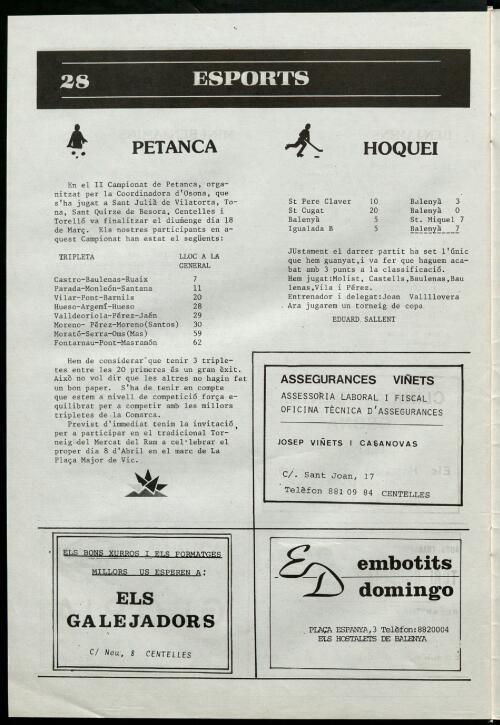 28 ESPORTS
PETANCA
En el II Campionat de Petanca, orga-
nitzat per la Coordinadora d'Osona, que
s'ha jugat a Sant Julià de Vilatorta, To-
na, Sant Quirze de Besora, Centelles i
Torelló va finalitzar el diumenge dia 18
de Març. Els nostres participants en a-
quest Campionat han estat el següents:
TRIPLETA LLOC A LA
GENERAL
Castro-Baulenas-Ruaix 7
Parada-Monleón-Santana 11
Vilar-Pont-Barnils 20
Hueso-Argemí-Hueso 28
Valldeoriola-Pérez-Jaén 29
Moreno- Pérez-Moreno(Santos) 30
Morató-Serra-Oms(Mas) 59
Fontarnau-Pont-Masramón 62
Hem de considerar que tenir 3 triple-
tes entre les 20 primeres és un gran èxit.
Això no vol dir que les altres no hagin fet
un bon paper. S'ha de tenir en compte
que estem a nivell de competició força e-
quilibrat per a competir amb les millors
tripletes de la Comarca.
Previst d'immediat tenim la invitació
per a participar en el tradicional Tor-
neig del Mercat del Ram a cel·lebrar el
proper dia 8 d'Abril en el marc de La
Plaça Major de Vic.
HOQUEI
St Pere Claver 10 Balenyà 3
St Cugat 20 Balenyà 0
Balenyà 5 St. Miquel 7
Igualada B 5 Balenyà 7
JUstament el darrer partit ha set l'únic
que hem guanyat,i va fer que haguem aca-
bat amb 3 punts a la classificació.
Hem jugat:Molist, Castells,Baulenas,Bau
lenas,Vila i Pérez.
Entrenador i delegat:Joan Vallllovera
Ara jugarem un torneig de copa
EDUARD SALLENT
ASSEGURANCES VIÑETS
ASSESSORIA LABORAL I FISCAL
OFICINA TÈCNICA D'ASSEGURANCES
JOSEP VIÑETS I CASANOVAS
C/. Sant Joan, 17
Telèfon 881 09 84 CENTELLES
ELS BONS XURROS I ELS FORMATGES
MILLORS US ESPEREN A:
ELS
GALEJADORS
C/ Nou, 8 CENTELLES
ED embotits
domingo
PLAÇA ESPANYA,3 Telèfon:8820004
ELS HOSTALETS DE BALENYA